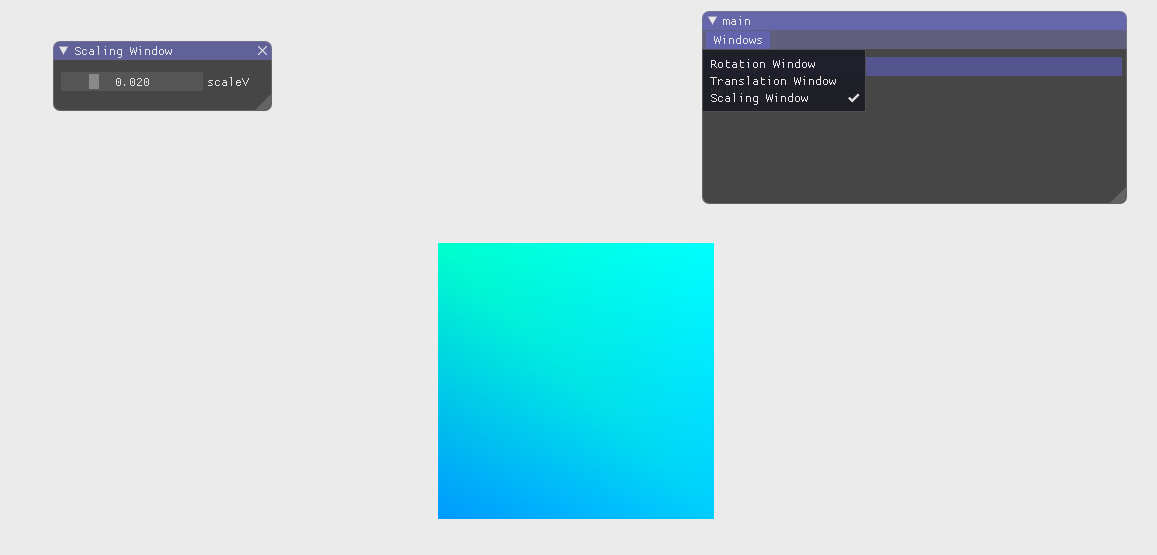 Scaling Window
0.020 scaleV
main
Windows
Rotation Window
Translation Window
Scaling Window